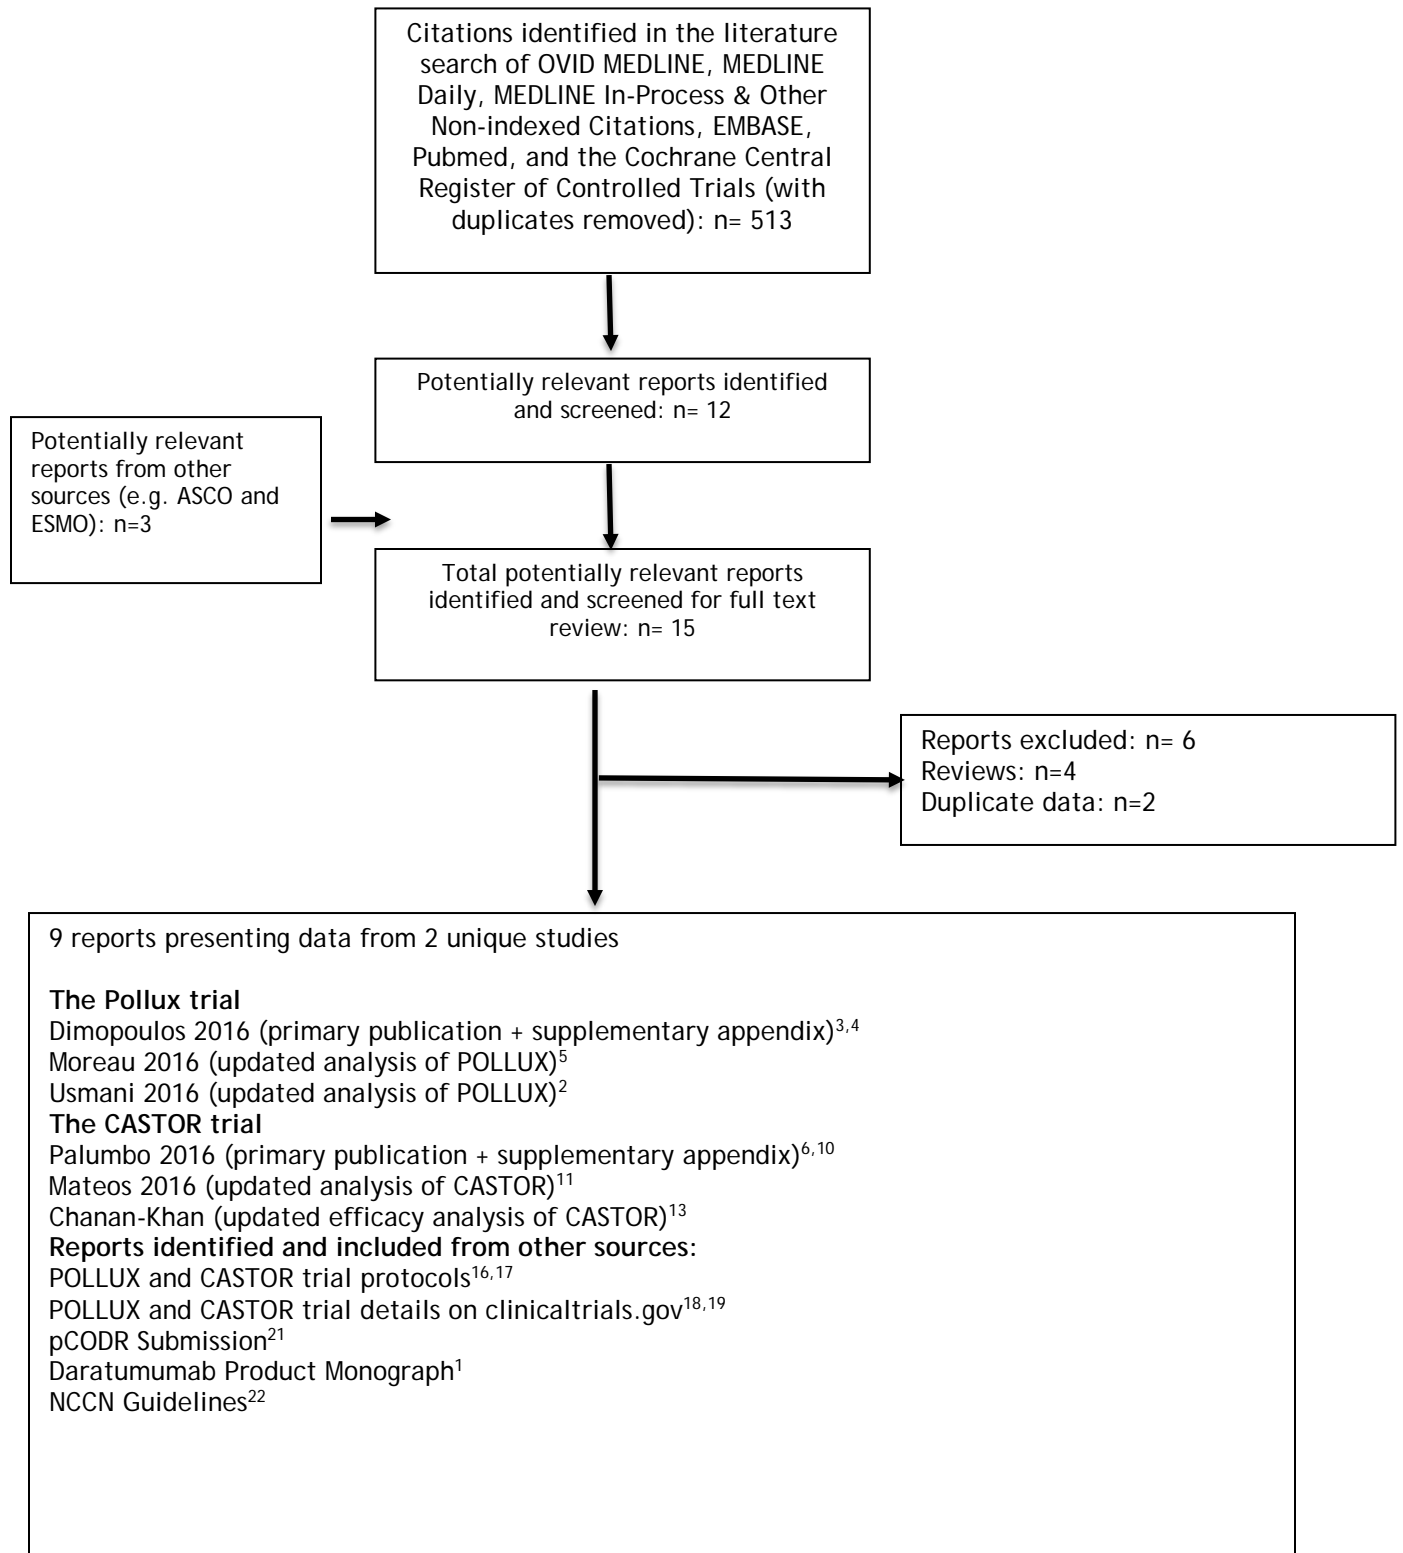 Citations identified in the literature
search of OVID MEDLINE, MEDLINE
Daily, MEDLINE In-Process & Other
Non-indexed Citations, EMBASE,
Pubmed, and the Cochrane Central
Register of Controlled Trials (with
duplicates removed): n= 513
Potentially relevant reports identified
and screened: n= 12
Potentially relevant
reports from other
sources (e.g. ASCO and
ESMO): n=3
Total potentially relevant reports
identified and screened for full text
review: n= 15
Reports excluded: n= 6
Reviews: n=4
Duplicate data: n=2
9 reports presenting data from 2 unique studies
The Pollux trial
Dimopoulos 2016 (primary publication + supplementary appendix)3,4
Moreau 2016 (updated analysis of POLLUX)5
Usmani 2016 (updated analysis of POLLUX)2
The CASTOR trial
Palumbo 2016 (primary publication + supplementary appendix)6,10
Mateos 2016 (updated analysis of CASTOR)11
Chanan-Khan (updated efficacy analysis of CASTOR)13
Reports identified and included from other sources:
POLLUX and CASTOR trial protocols16,17
POLLUX and CASTOR trial details on clinicaltrials.gov18,19
pCODR Submission21
Daratumumab Product Monograph1
NCCN Guidelines22